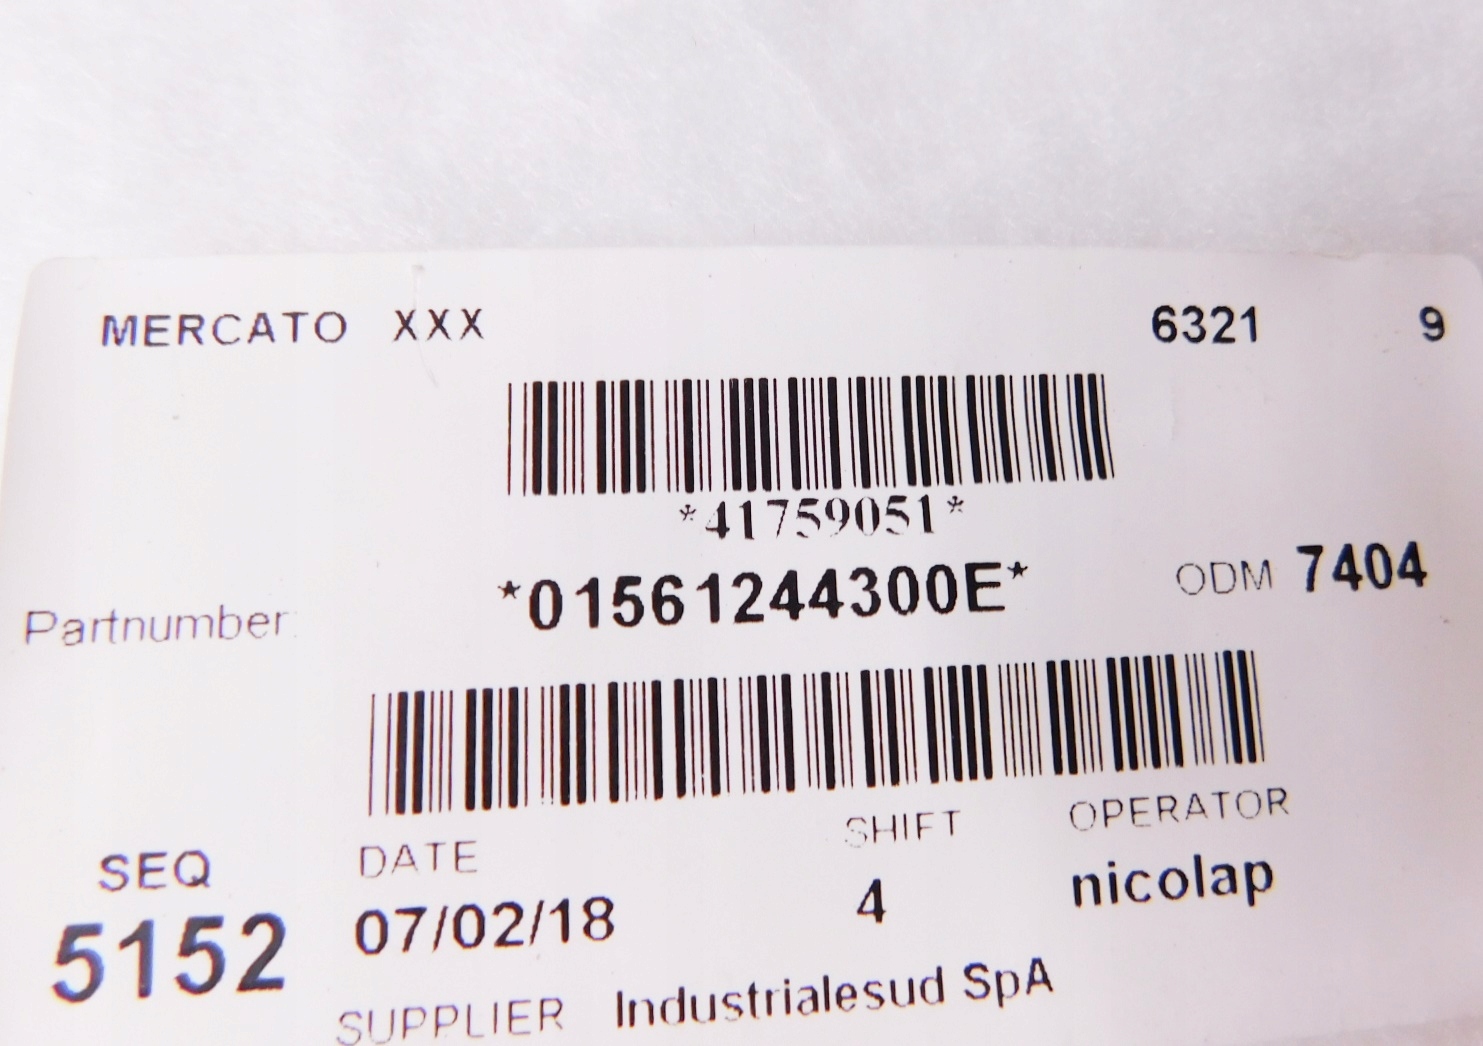 MERCATO XXX 6321 9
*41759051*
Partnumber: *01561244300E* ODM 7404
SEQ DATE SHIFT OPERATOR
5152 07/02/18 4 nicolap
SUPPLIER Industrialesud SpA